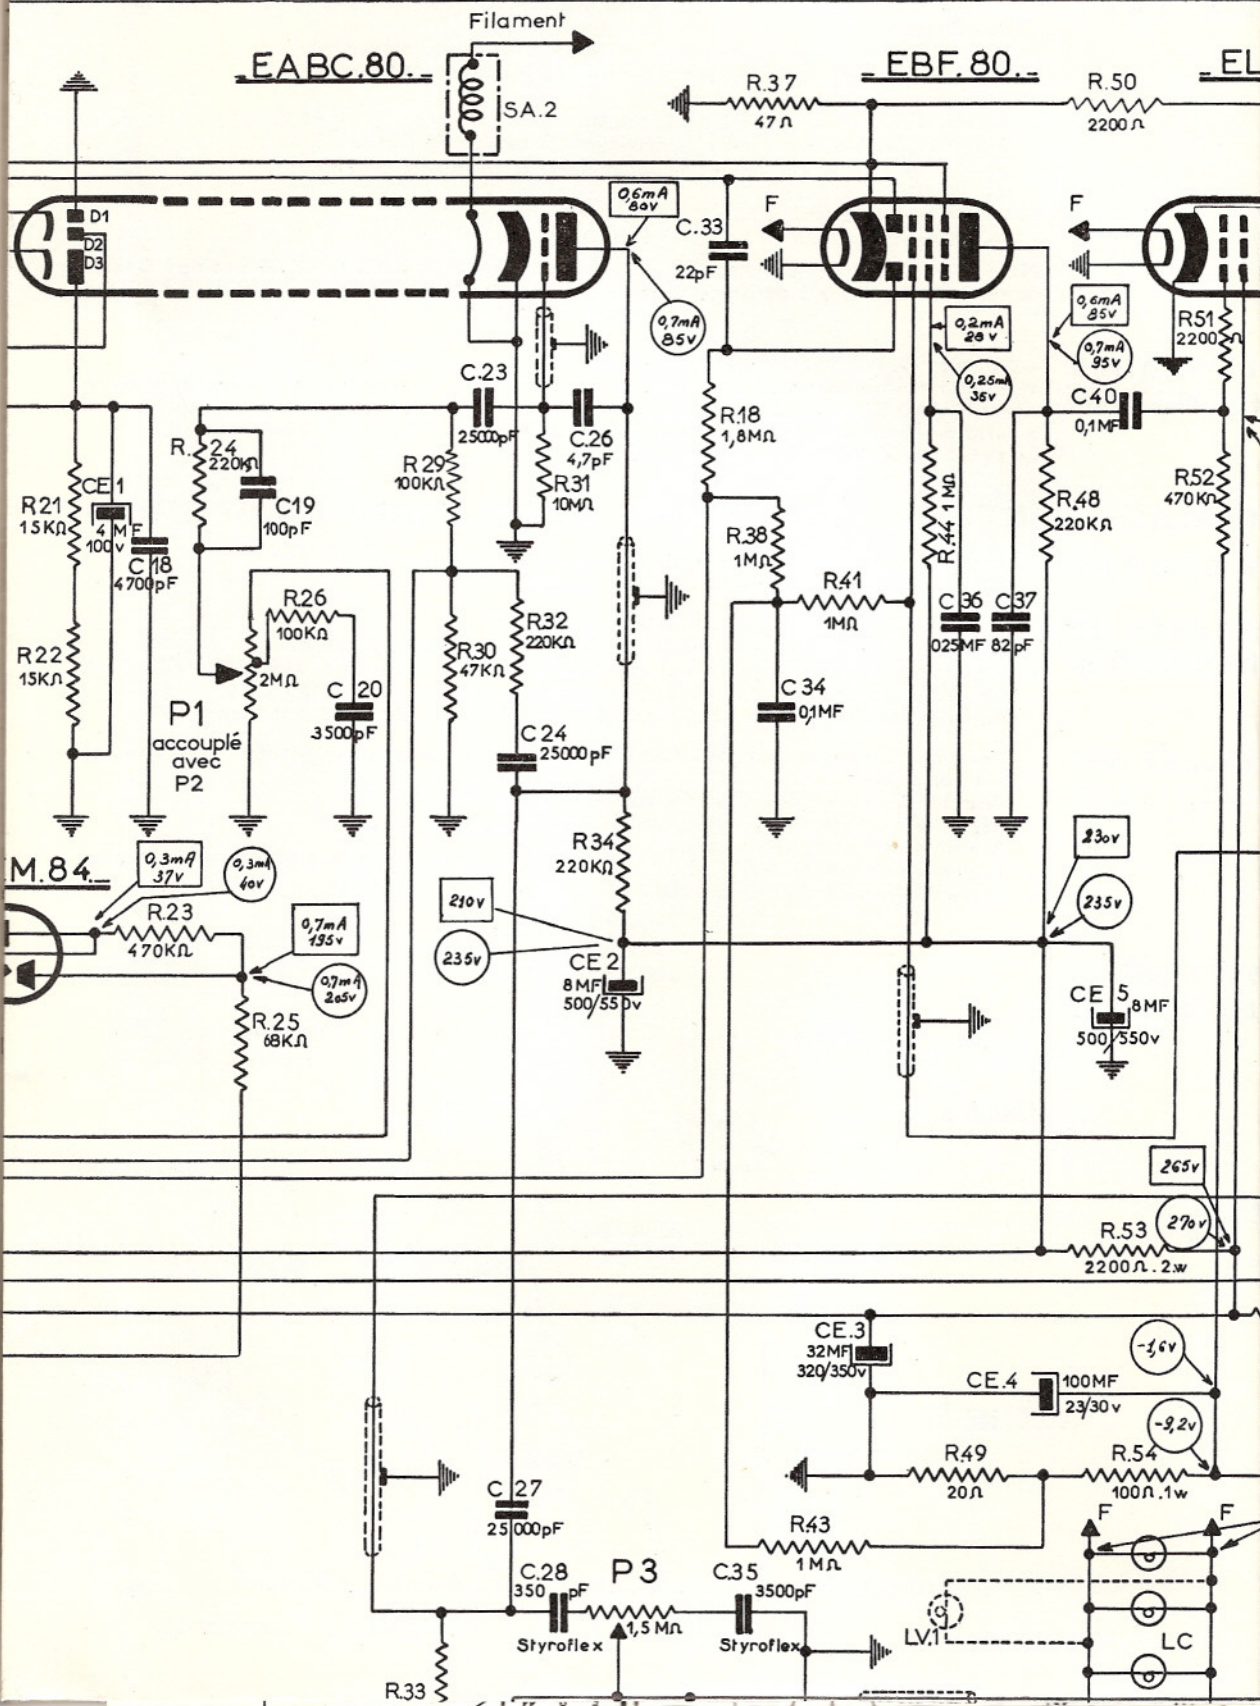 Filament
EABC.80.
EBF.80.
EL
SA.2
R.37
47Ω
R.50
2200Ω
D1
D2
D3
0,6mA
80v
C.33
22pF
F
F
0,7mA
85v
0,2mA
28v
0,25mA
35v
0,6mA
85v
0,7mA
95v
R51
2200Ω
C.23
25000pF
C.26
4,7pF
R.18
1,8MΩ
C40
0,1MF
R.24
220KΩ
C19
100pF
R29
100KΩ
R31
10MΩ
R21
15KΩ
CE1
4MF
100v
C18
4700pF
R.38
1MΩ
R.44 1MΩ
R.48
220KΩ
R52
470KΩ
R.26
100KΩ
R32
220KΩ
R41
1MΩ
C36
025MF
C37
82pF
R22
15KΩ
2MΩ
C20
3500pF
R.30
47KΩ
C34
0,1MF
P1
accouplé
avec
P2
C24
25000pF
R34
220KΩ
M.84.
0,3mA
37v
0,3mA
40v
R.23
470KΩ
0,7mA
195v
0,7mA
205v
R.25
68KΩ
210v
235v
CE2
8MF
500/550v
230v
235v
CE5
8MF
500/550v
265v
270v
R.53
2200Ω.2w
CE.3
32MF
320/350v
CE.4
100MF
23/30v
-1,6v
-9,2v
R49
20Ω
R.54
100Ω.1w
C27
25000pF
R43
1MΩ
F
F
C.28
350pF
Styroflex
P3
1,5MΩ
C.35
3500pF
Styroflex
LV.1
LC
R.33